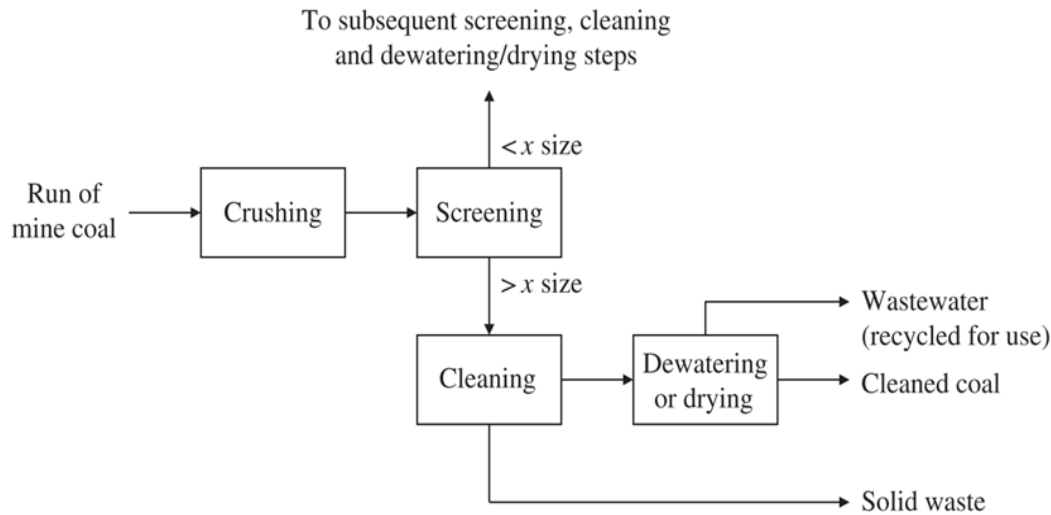 To subsequent screening, cleaning
and dewatering/drying steps
< x size
Run of
mine coal
Crushing
Screening
> x size
Cleaning
Dewatering
or drying
Wastewater
(recycled for use)
Cleaned coal
Solid waste